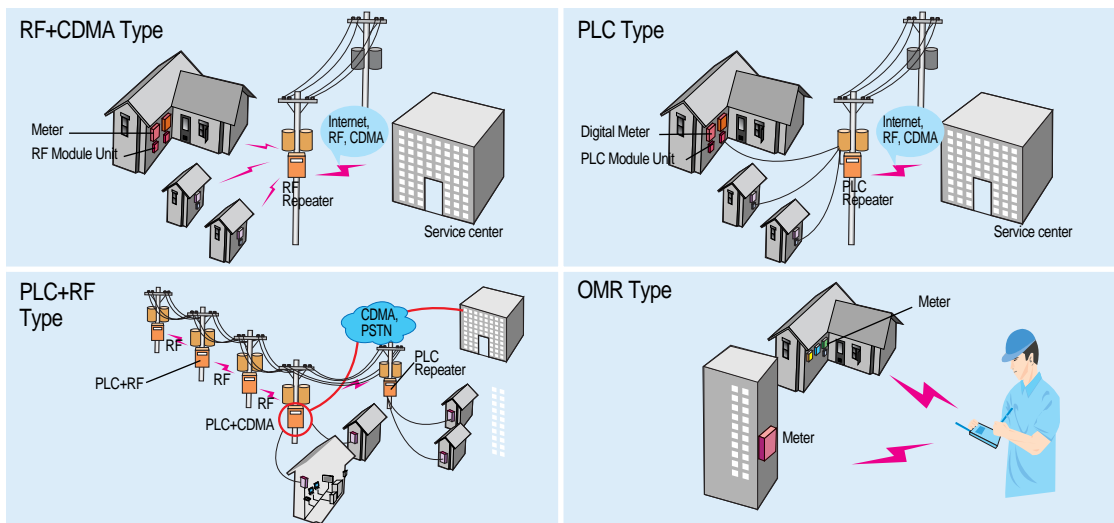 RF+CDMA Type
Meter
RF Module Unit
Internet,
RF, CDMA
RF
Repeater
Service center
PLC Type
Digital Meter
PLC Module Unit
Internet,
RF, CDMA
PLC
Repeater
Service center
PLC+RF
Type
CDMA,
PSTN
RF
PLC+RF
RF
RF
PLC+CDMA
PLC
Repeater
OMR Type
Meter
Meter